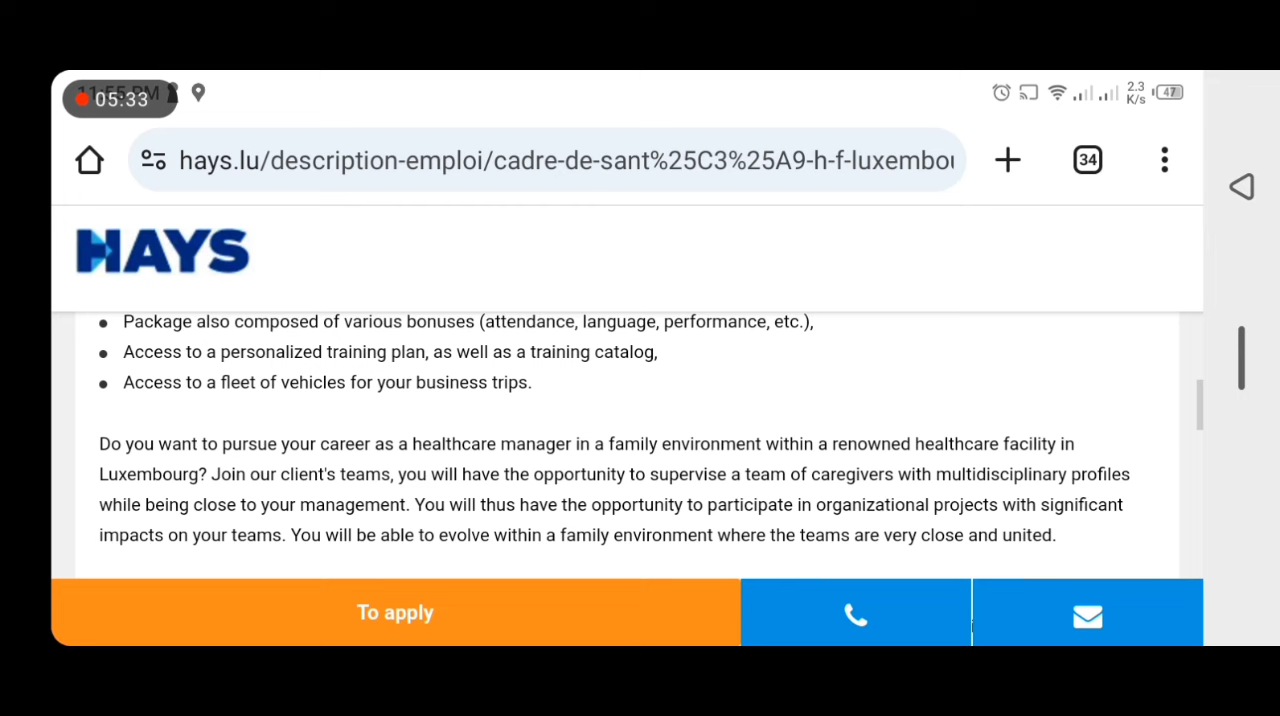 11:55 PM
05:33
2.3
K/s
47
hays.lu/description-emploi/cadre-de-sant%25C3%25A9-h-f-luxembou
34
HAYS
Package also composed of various bonuses (attendance, language, performance, etc.),
Access to a personalized training plan, as well as a training catalog,
Access to a fleet of vehicles for your business trips.
Do you want to pursue your career as a healthcare manager in a family environment within a renowned healthcare facility in
Luxembourg? Join our client's teams, you will have the opportunity to supervise a team of caregivers with multidisciplinary profiles
while being close to your management. You will thus have the opportunity to participate in organizational projects with significant
impacts on your teams. You will be able to evolve within a family environment where the teams are very close and united.
To apply